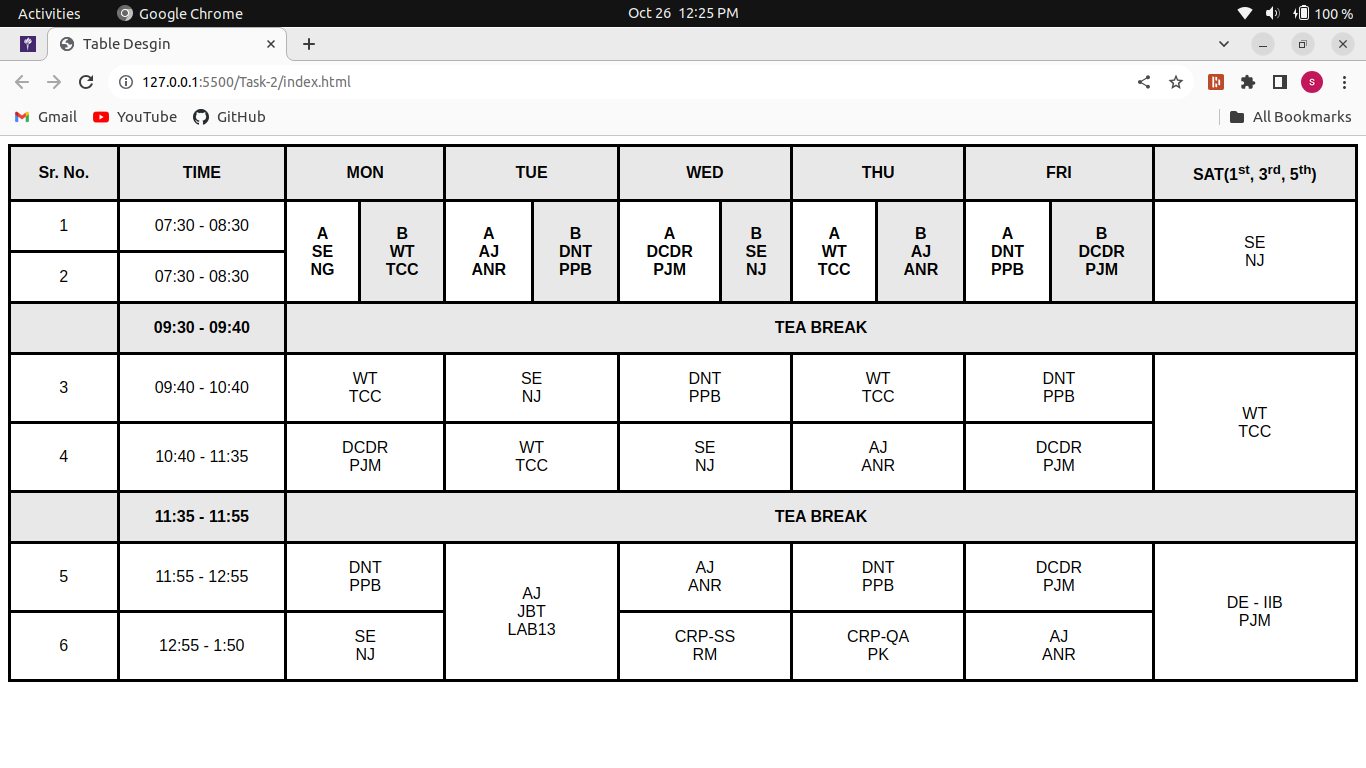 Activities Google Chrome Oct 26 12:25 PM 100 %
Table Desgin
127.0.0.1:5500/Task-2/index.html S
Gmail YouTube GitHub All Bookmarks
Sr. No. TIME MON TUE WED THU FRI SAT(1st, 3rd, 5th)
1 07:30 - 08:30
2 07:30 - 08:30
A
SE
NG
B
WT
TCC
A
AJ
ANR
B
DNT
PPB
A
DCDR
PJM
B
SE
NJ
A
WT
TCC
B
AJ
ANR
A
DNT
PPB
B
DCDR
PJM
SE
NJ
09:30 - 09:40 TEA BREAK
3 09:40 - 10:40
WT
TCC
SE
NJ
DNT
PPB
WT
TCC
DNT
PPB
WT
TCC
4 10:40 - 11:35
DCDR
PJM
WT
TCC
SE
NJ
AJ
ANR
DCDR
PJM
11:35 - 11:55 TEA BREAK
5 11:55 - 12:55
DNT
PPB
AJ
JBT
LAB13
AJ
ANR
DNT
PPB
DCDR
PJM
DE - IIB
PJM
6 12:55 - 1:50
SE
NJ
CRP-SS
RM
CRP-QA
PK
AJ
ANR